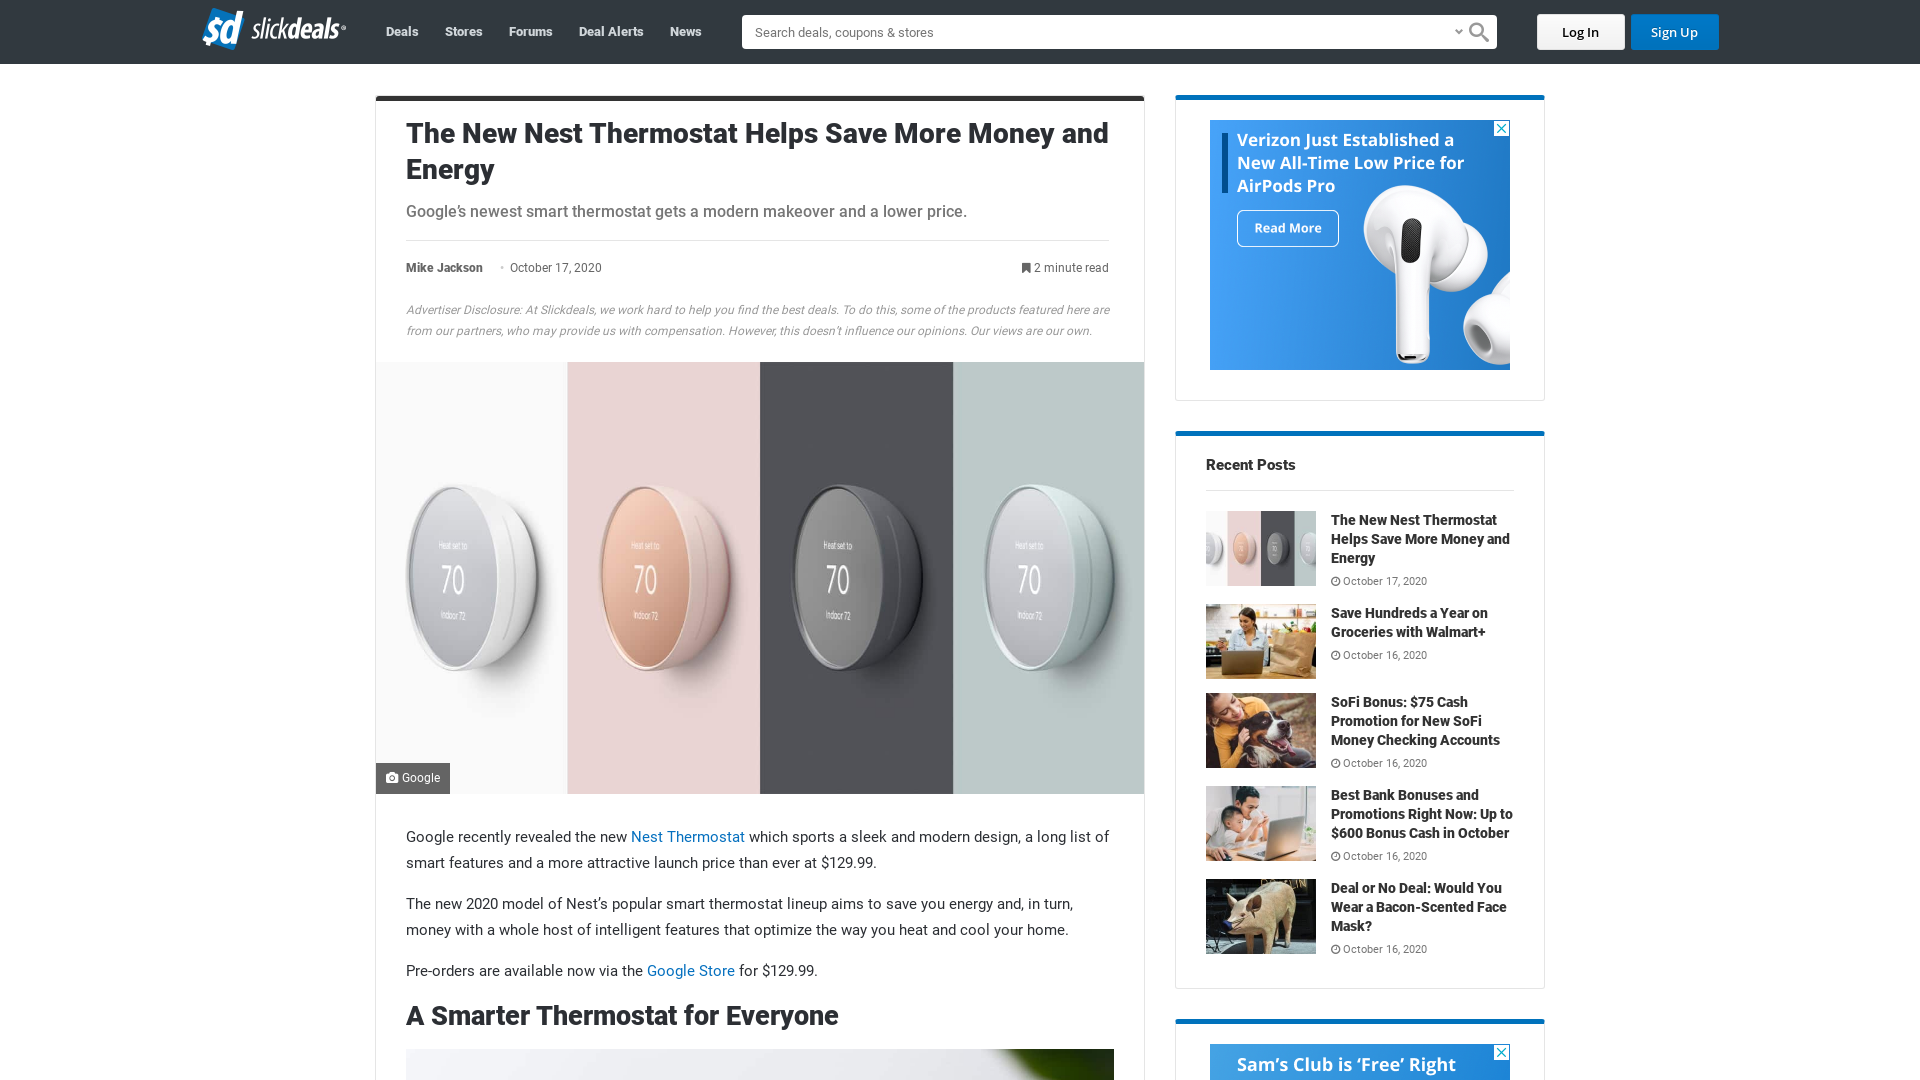 sd slickdeals
Deals
Stores
Forums
Deal Alerts
News
Search deals, coupons & stores
Log In
Sign Up
The New Nest Thermostat Helps Save More Money and
Energy
Google’s newest smart thermostat gets a modern makeover and a lower price.
Mike Jackson • October 17, 2020
2 minute read
Advertiser Disclosure: At Slickdeals, we work hard to help you find the best deals. To do this, some of the products featured here are
from our partners, who may provide us with compensation. However, this doesn’t influence our opinions. Our views are our own.
Heat set to
70
Indoor 72
Heat set to
70
Indoor 72
Heat set to
70
Indoor 72
Heat set to
70
Indoor 72
Google
Google recently revealed the new Nest Thermostat which sports a sleek and modern design, a long list of
smart features and a more attractive launch price than ever at $129.99.
The new 2020 model of Nest’s popular smart thermostat lineup aims to save you energy and, in turn,
money with a whole host of intelligent features that optimize the way you heat and cool your home.
Pre-orders are available now via the Google Store for $129.99.
A Smarter Thermostat for Everyone
Verizon Just Established a
New All-Time Low Price for
AirPods Pro
Read More
Recent Posts
The New Nest Thermostat
Helps Save More Money and
Energy
October 17, 2020
Save Hundreds a Year on
Groceries with Walmart+
October 16, 2020
SoFi Bonus: $75 Cash
Promotion for New SoFi
Money Checking Accounts
October 16, 2020
Best Bank Bonuses and
Promotions Right Now: Up to
$600 Bonus Cash in October
October 16, 2020
Deal or No Deal: Would You
Wear a Bacon-Scented Face
Mask?
October 16, 2020
Sam’s Club is ‘Free’ Right